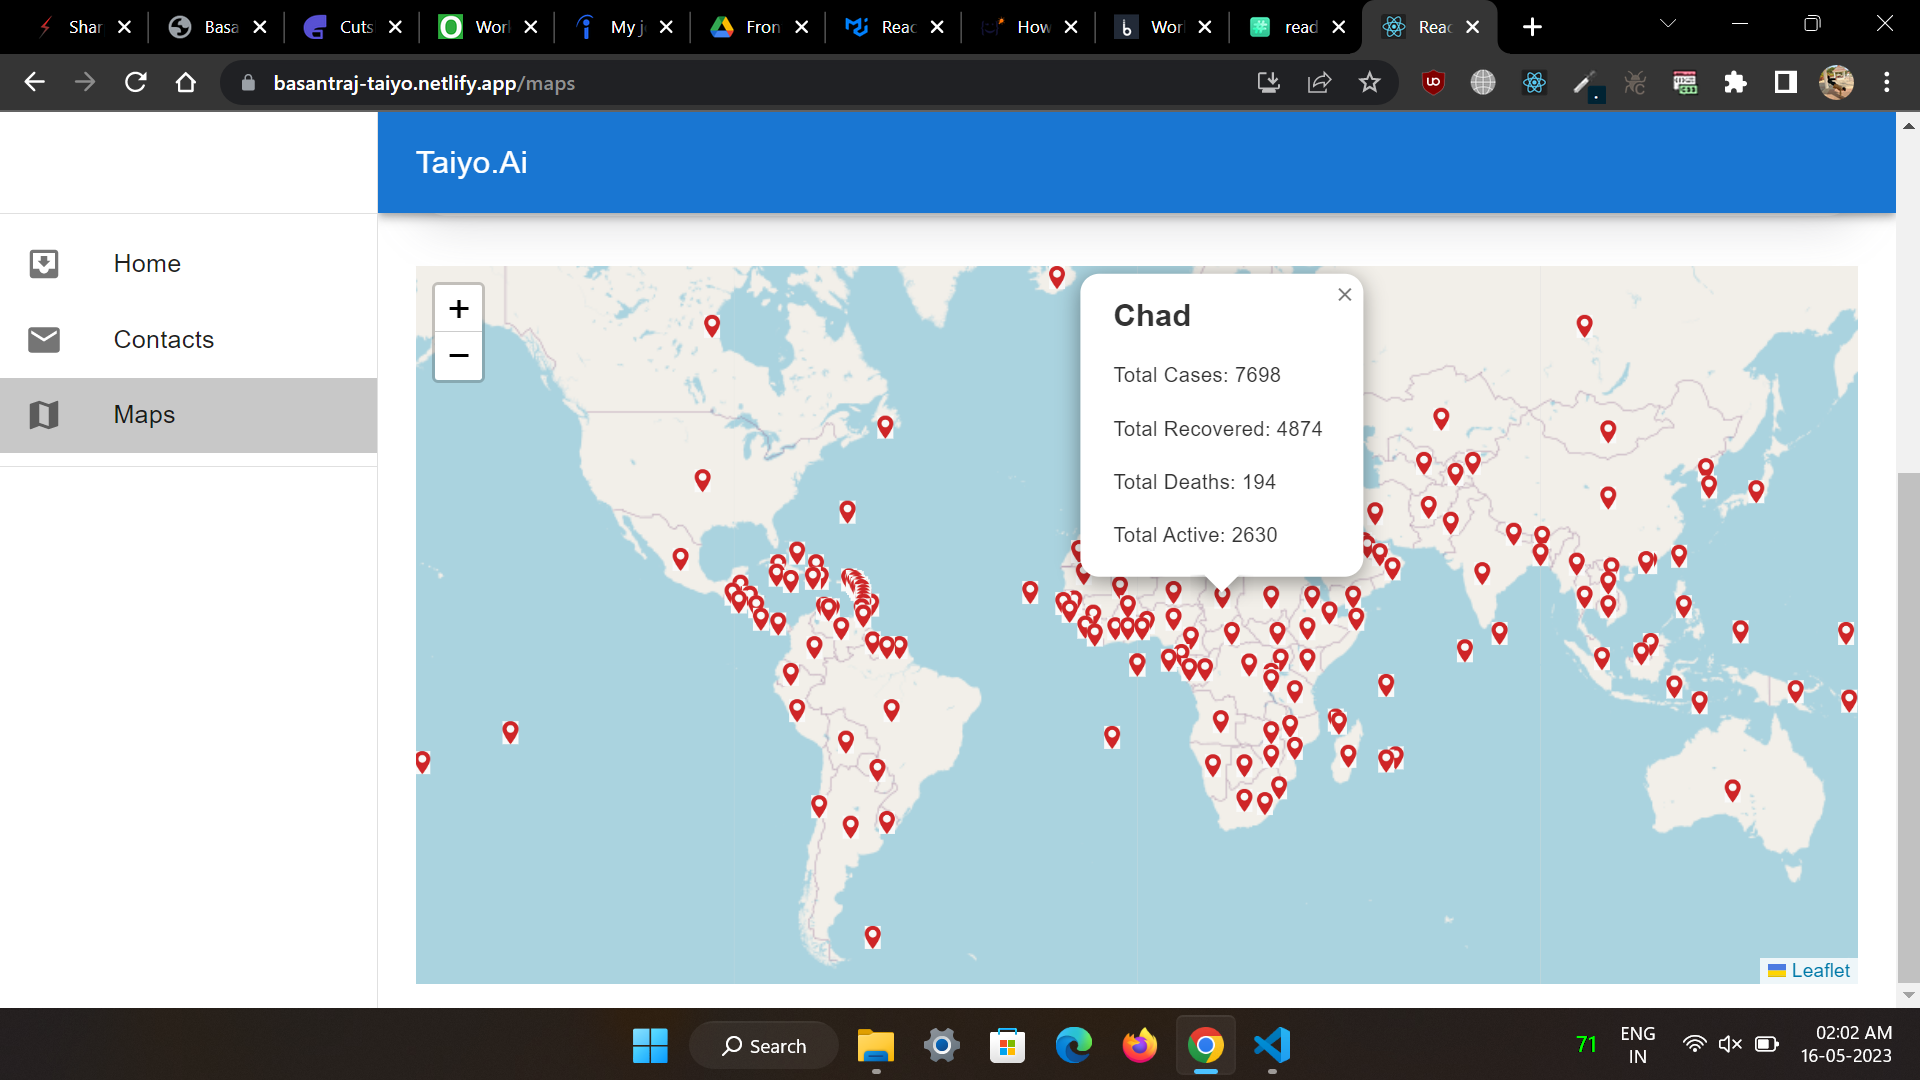 Shar
Basa
Cuts
Work
My j
Fron
Reac
How
Worl
read
Reac
basantraj-taiyo.netlify.app/maps
Taiyo.Ai
Home
Contacts
Maps
+
−
Chad
Total Cases: 7698
Total Recovered: 4874
Total Deaths: 194
Total Active: 2630
Leaflet
Search
71
ENG
IN
02:02 AM
16-05-2023